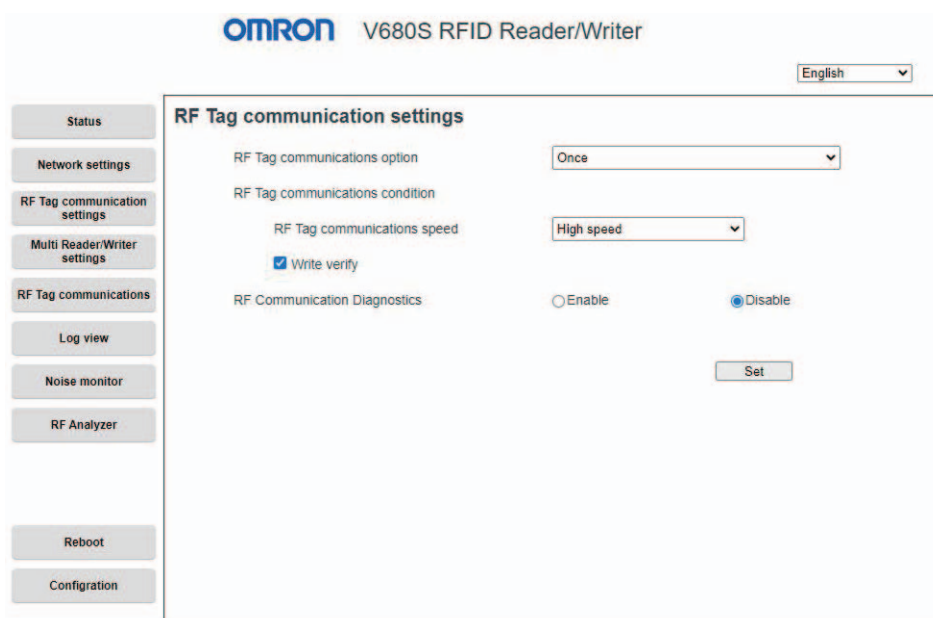 OMRON V680S RFID Reader/Writer
English
Status
Network settings
RF Tag communication
settings
Multi Reader/Writer
settings
RF Tag communications
Log view
Noise monitor
RF Analyzer
Reboot
Configration
RF Tag communication settings
RF Tag communications option Once
RF Tag communications condition
RF Tag communications speed High speed
Write verify
RF Communication Diagnostics Enable Disable
Set